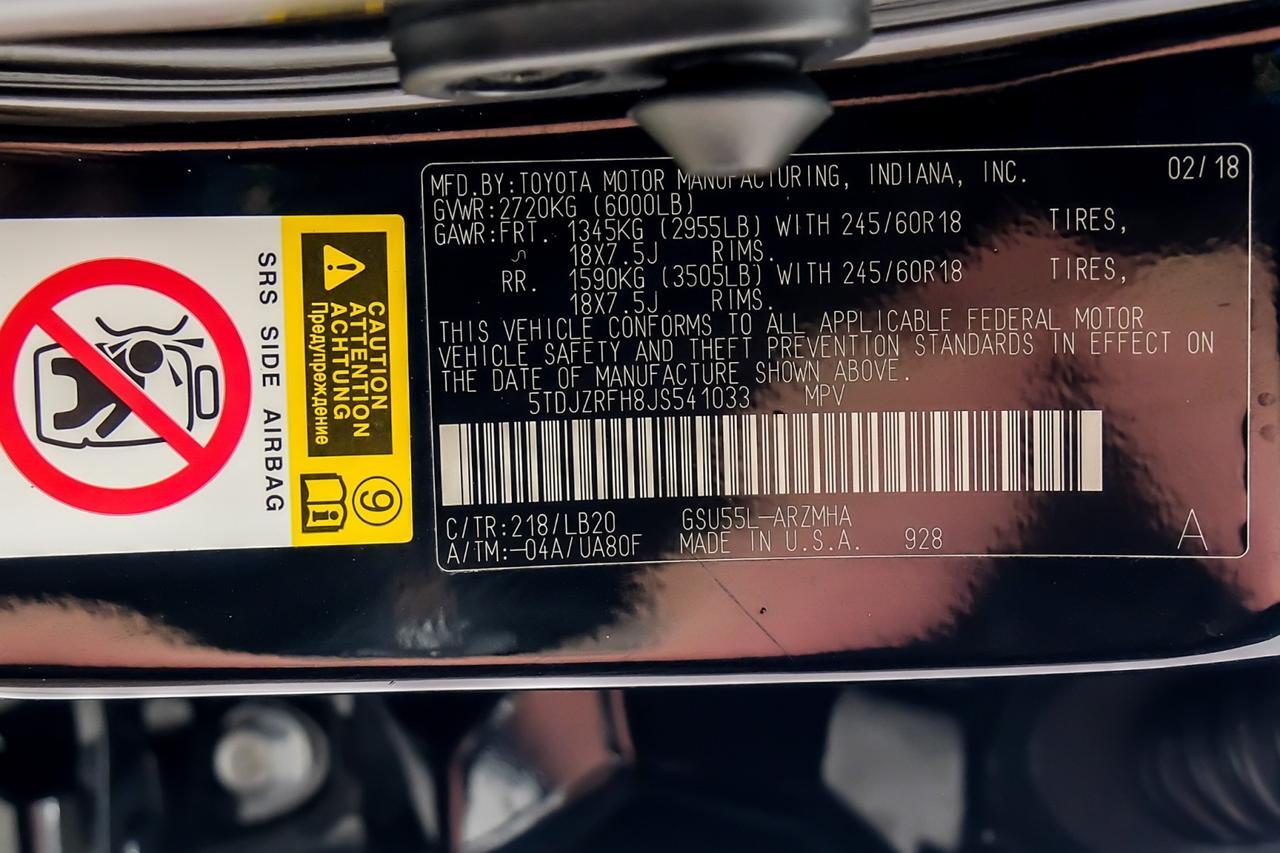 SRS SIDE AIRBAG
CAUTION
ATTENTION
ACHTUNG
Предупреждение
9
MFD.BY:TOYOTA MOTOR MANUFACTURING, INDIANA, INC. 02/18
GVWR:2720KG (6000LB)
GAWR:FRT. 1345KG (2955LB) WITH 245/60R18 TIRES,
18X7.5J RIMS.
RR. 1590KG (3505LB) WITH 245/60R18 TIRES,
18X7.5J RIMS.
THIS VEHICLE CONFORMS TO ALL APPLICABLE FEDERAL MOTOR
VEHICLE SAFETY AND THEFT PREVENTION STANDARDS IN EFFECT ON
THE DATE OF MANUFACTURE SHOWN ABOVE.
5TDJZRFH8JS541033 MPV
C/TR:218/LB20 GSU55L-ARZMHA
A/TM:-04A/UA80F MADE IN U.S.A. 928 A